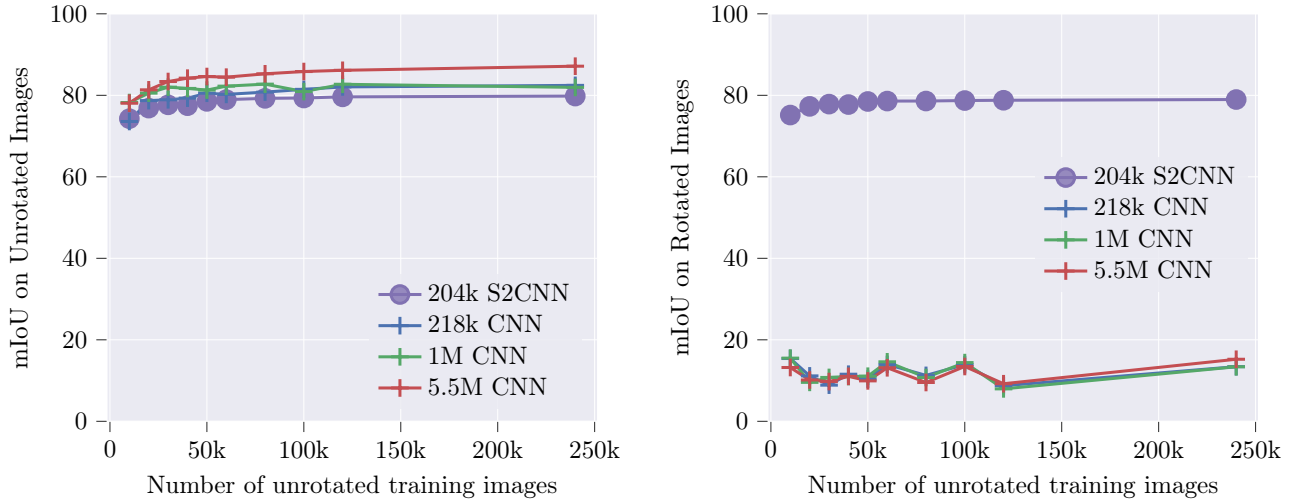 100
80
60
40
20
0
mIoU on Unrotated Images
204k S2CNN
218k CNN
1M CNN
5.5M CNN
0 50k 100k 150k 200k 250k
Number of unrotated training images
100
80
60
40
20
0
mIoU on Rotated Images
204k S2CNN
218k CNN
1M CNN
5.5M CNN
0 50k 100k 150k 200k 250k
Number of unrotated training images